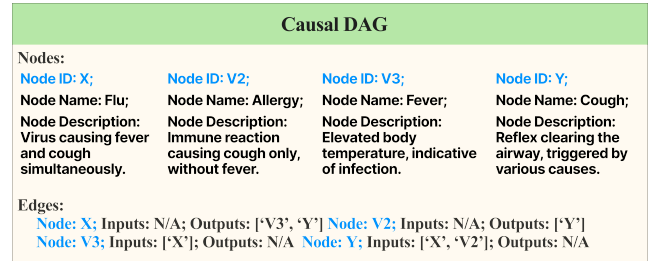 Causal DAG
Nodes:
Node ID: X;
Node Name: Flu;
Node Description:
Virus causing fever
and cough
simultaneously.
Node ID: V2;
Node Name: Allergy;
Node Description:
Immune reaction
causing cough only,
without fever.
Node ID: V3;
Node Name: Fever;
Node Description:
Elevated body
temperature, indicative
of infection.
Node ID: Y;
Node Name: Cough;
Node Description:
Reflex clearing the
airway, triggered by
various causes.
Edges:
Node: X; Inputs: N/A; Outputs: [‘V3’, ‘Y’] Node: V2; Inputs: N/A; Outputs: [‘Y’]
Node: V3; Inputs: [‘X’]; Outputs: N/A Node: Y; Inputs: [‘X’, ‘V2’]; Outputs: N/A